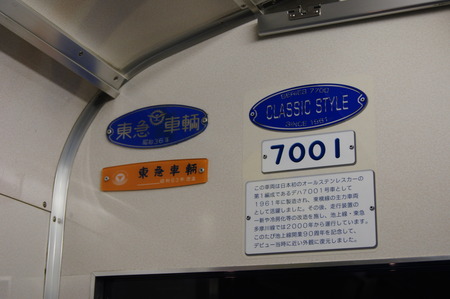 東急車輌
昭和36年
東急車輌
SERIES 7700
CLASSIC STYLE
SINCE 1961
7001
この車両は日本初のオールステンレスカーの
第1編成であるデハ7001号車として
1961年に製造され、東横線の主力車両
として活躍しました。その後、走行装置の
一新や冷房化等の改造を施し、池上線・東急
多摩川線では2000年から運行しています。
このたび池上線開業90周年を記念して、
デビュー当時に近い外観に復元しました。